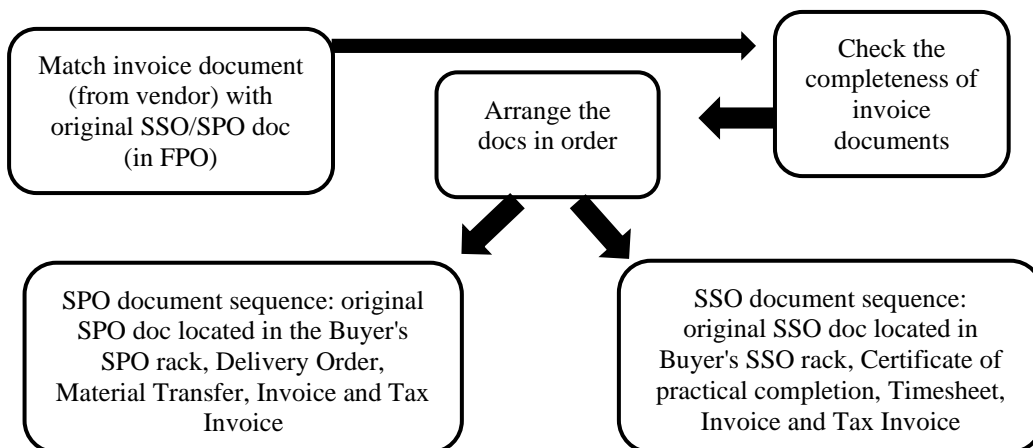 Match invoice document
(from vendor) with
original SSO/SPO doc
(in FPO)
Check the
completeness of
invoice
documents
Arrange the
docs in order
SPO document sequence: original
SPO doc located in the Buyer's
SPO rack, Delivery Order,
Material Transfer, Invoice and Tax
Invoice
SSO document sequence:
original SSO doc located in
Buyer's SSO rack, Certificate of
practical completion, Timesheet,
Invoice and Tax Invoice